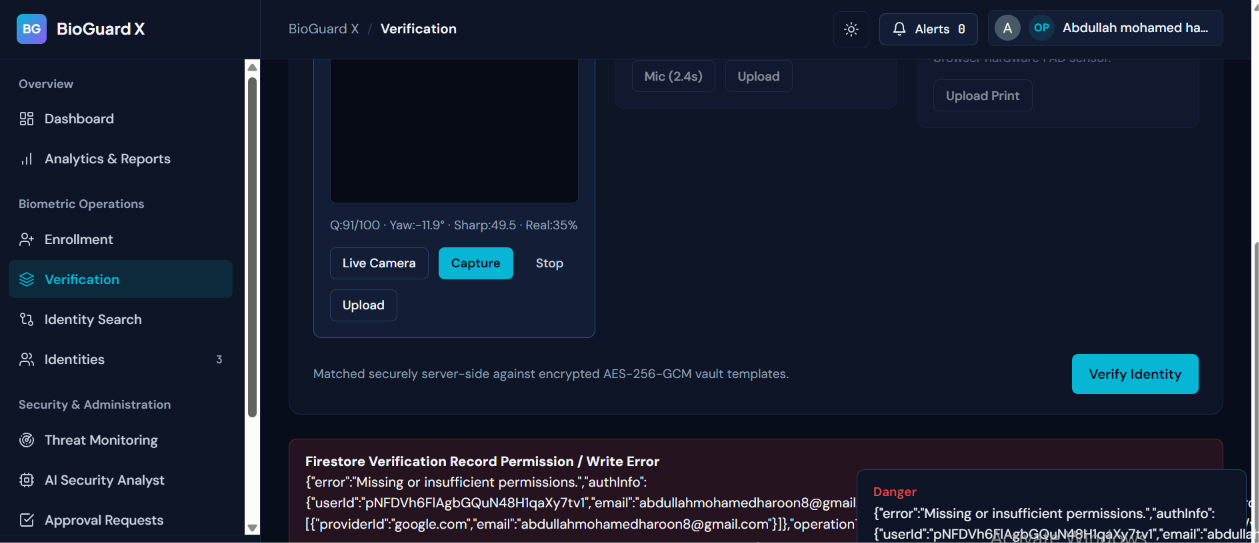 BG BioGuard X
BioGuard X / Verification
Alerts 0
A OP Abdullah mohamed ha...
Overview
Dashboard
Analytics & Reports
Biometric Operations
Enrollment
Verification
Identity Search
Identities 3
Security & Administration
Threat Monitoring
AI Security Analyst
Approval Requests
Q:91/100 · Yaw:-11.9° · Sharp:49.5 · Real:35%
Live Camera Capture Stop
Upload
Mic (2.4s) Upload
Browser hardware PAD sensor.
Upload Print
Matched securely server-side against encrypted AES-256-GCM vault templates.
Verify Identity
Firestore Verification Record Permission / Write Error
{"error":"Missing or insufficient permissions.","authInfo":
{"userId":"pNFDVh6FlAgbGQuN48H1qaXy7tv1","email":"abdullahmohamedharoon8@gmail
[{"providerId":"google.com","email":"abdullahmohamedharoon8@gmail.com"}]},"operation
Danger
{"error":"Missing or insufficient permissions.","authInfo":
{"userId":"pNFDVh6FlAgbGQuN48H1qaXy7tv1","email":"abdulla